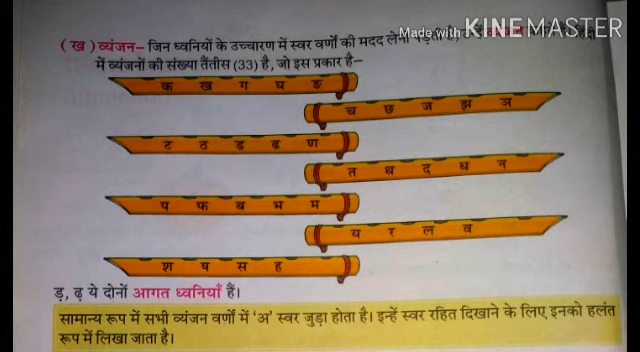 Made with KINEMASTER
( ख ) व्यंजन– जिन ध्वनियों के उच्चारण में स्वर वर्णों की मदद लेनी पड़ती है,
में व्यंजनों की संख्या तैंतीस (33) है, जो इस प्रकार है–
क ख ग घ ङ
च छ ज झ ञ
ट ठ ड ढ ण
त थ द ध न
प फ ब भ म
य र ल व
श ष स ह
ड़, ढ़ ये दोनों आगत ध्वनियाँ हैं।
सामान्य रूप में सभी व्यंजन वर्णों में ‘अ’ स्वर जुड़ा होता है। इन्हें स्वर रहित दिखाने के लिए इनको हलंत
रूप में लिखा जाता है।